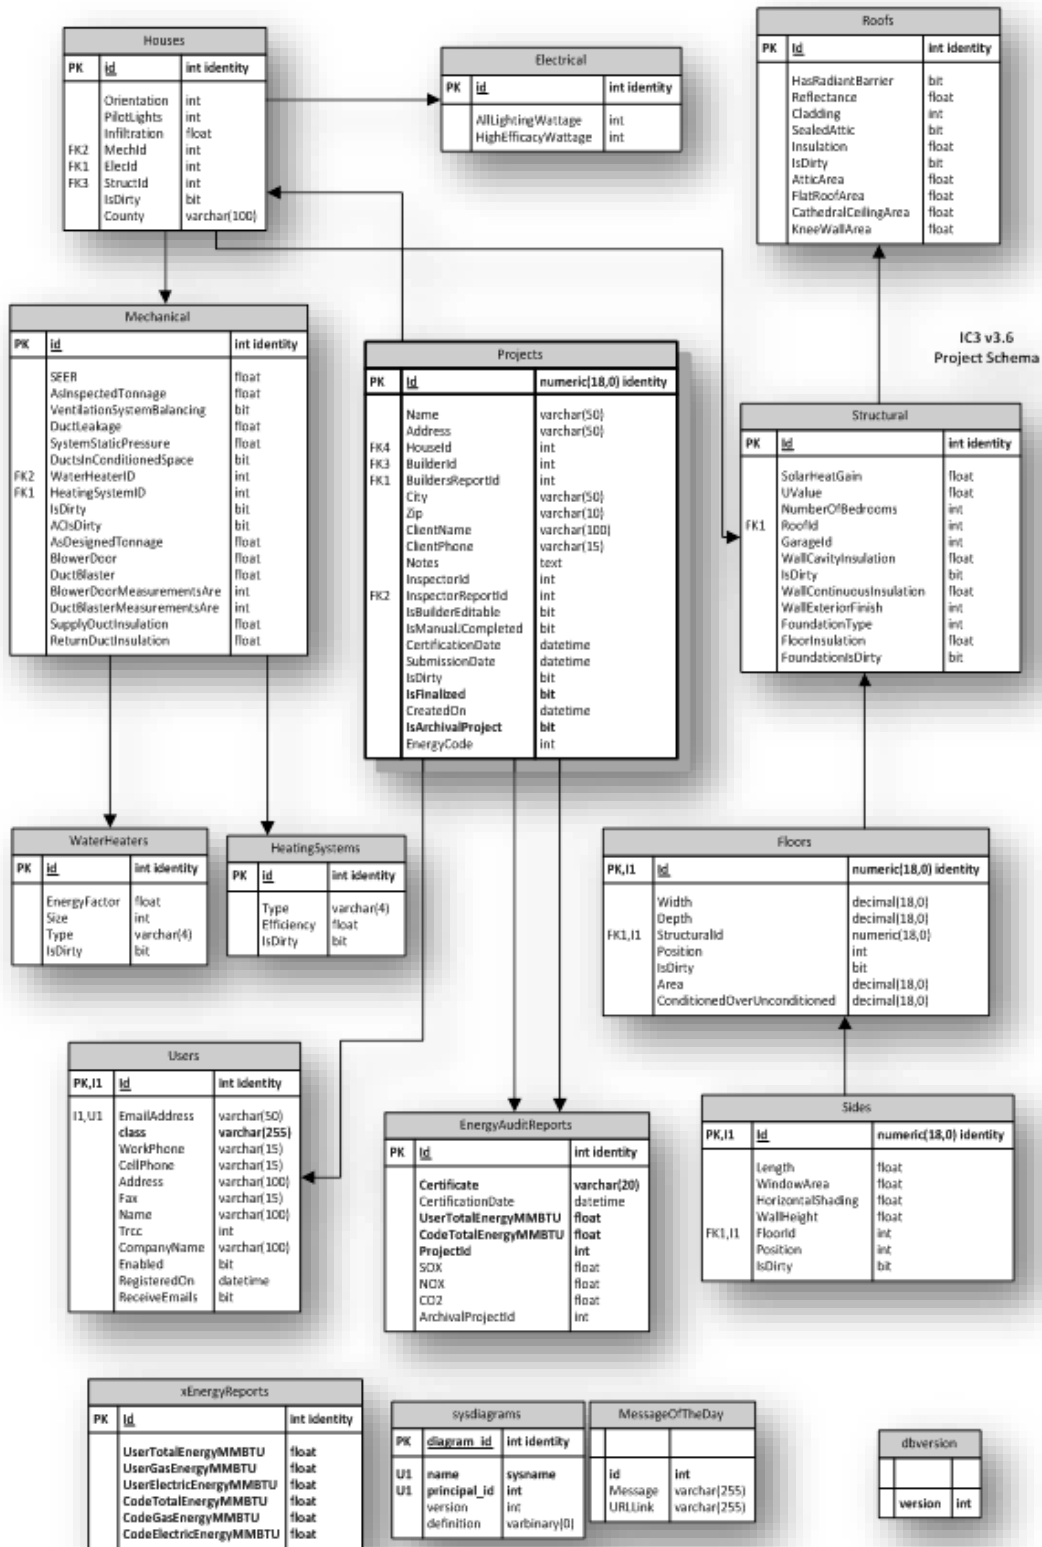 Houses
PK id int identity
Orientation int
PilotLights int
Infiltration float
FK2 MechId int
FK1 ElecId int
FK3 StructId int
IsDirty bit
County varchar(100)
Electrical
PK id int identity
AllLightingWattage int
HighEfficacyWattage int
Roofs
PK Id int identity
HasRadiantBarrier bit
Reflectance float
Cladding int
SealedAttic bit
Insulation float
IsDirty bit
AtticArea float
FlatRoofArea float
CathedralCeilingArea float
KneeWallArea float
IC3 v3.6
Project Schema
Mechanical
PK id int identity
SEER float
AsInspectedTonnage float
VentilationSystemBalancing bit
DuctLeakage float
SystemStaticPressure float
DuctsInConditionedSpace bit
FK2 WaterHeaterID int
FK1 HeatingSystemID int
IsDirty bit
ACIsDirty bit
AsDesignedTonnage float
BlowerDoor float
DuctBlaster float
BlowerDoorMeasurementsAre int
DuctBlasterMeasurementsAre int
SupplyDuctInsulation float
ReturnDuctInsulation float
Projects
PK Id numeric(18,0) identity
Name varchar(50)
Address varchar(50)
FK4 HouseId int
FK3 BuilderId int
FK1 BuildersReportId int
City varchar(50)
Zip varchar(10)
ClientName varchar(100)
ClientPhone varchar(15)
Notes text
InspectorId int
FK2 InspectorReportId int
IsBuilderEditable bit
IsManualJCompleted bit
CertificationDate datetime
SubmissionDate datetime
IsDirty bit
IsFinalized bit
CreatedOn datetime
IsArchivalProject bit
EnergyCode int
Structural
PK Id int identity
SolarHeatGain float
UValue float
NumberOfBedrooms int
FK1 RoofId int
GarageId int
WallCavityInsulation float
IsDirty bit
WallContinuousInsulation float
WallExteriorFinish int
FoundationType int
FloorInsulation float
FoundationIsDirty bit
WaterHeaters
PK id int identity
EnergyFactor float
Size int
Type varchar(4)
IsDirty bit
HeatingSystems
PK id int identity
Type varchar(4)
Efficiency float
IsDirty bit
Floors
PK,I1 Id numeric(18,0) identity
Width decimal(18,0)
Depth decimal(18,0)
FK1,I1 StructuralId numeric(18,0)
Position int
IsDirty bit
Area decimal(18,0)
ConditionedOverUnconditioned decimal(18,0)
Users
PK,I1 Id int identity
I1,U1 EmailAddress varchar(50)
class varchar(255)
WorkPhone varchar(15)
CellPhone varchar(15)
Address varchar(100)
Fax varchar(15)
Name varchar(100)
Trcc int
CompanyName varchar(100)
Enabled bit
RegisteredOn datetime
ReceiveEmails bit
EnergyAuditReports
PK Id int identity
Certificate varchar(20)
CertificationDate datetime
UserTotalEnergyMMBTU float
CodeTotalEnergyMMBTU float
ProjectId int
SOX float
NOX float
CO2 float
ArchivalProjectId int
Sides
PK,I1 Id numeric(18,0) identity
Length float
WindowArea float
HorizontalShading float
WallHeight float
FK1,I1 FloorId int
Position int
IsDirty bit
xEnergyReports
PK Id int identity
UserTotalEnergyMMBTU float
UserGasEnergyMMBTU float
UserElectricEnergyMMBTU float
CodeTotalEnergyMMBTU float
CodeGasEnergyMMBTU float
CodeElectricEnergyMMBTU float
sysdiagrams
PK diagram_id int identity
U1 name sysname
U1 principal_id int
version int
definition varbinary(0)
MessageOfTheDay
id int
Message varchar(255)
URLLink varchar(255)
dbversion
version int